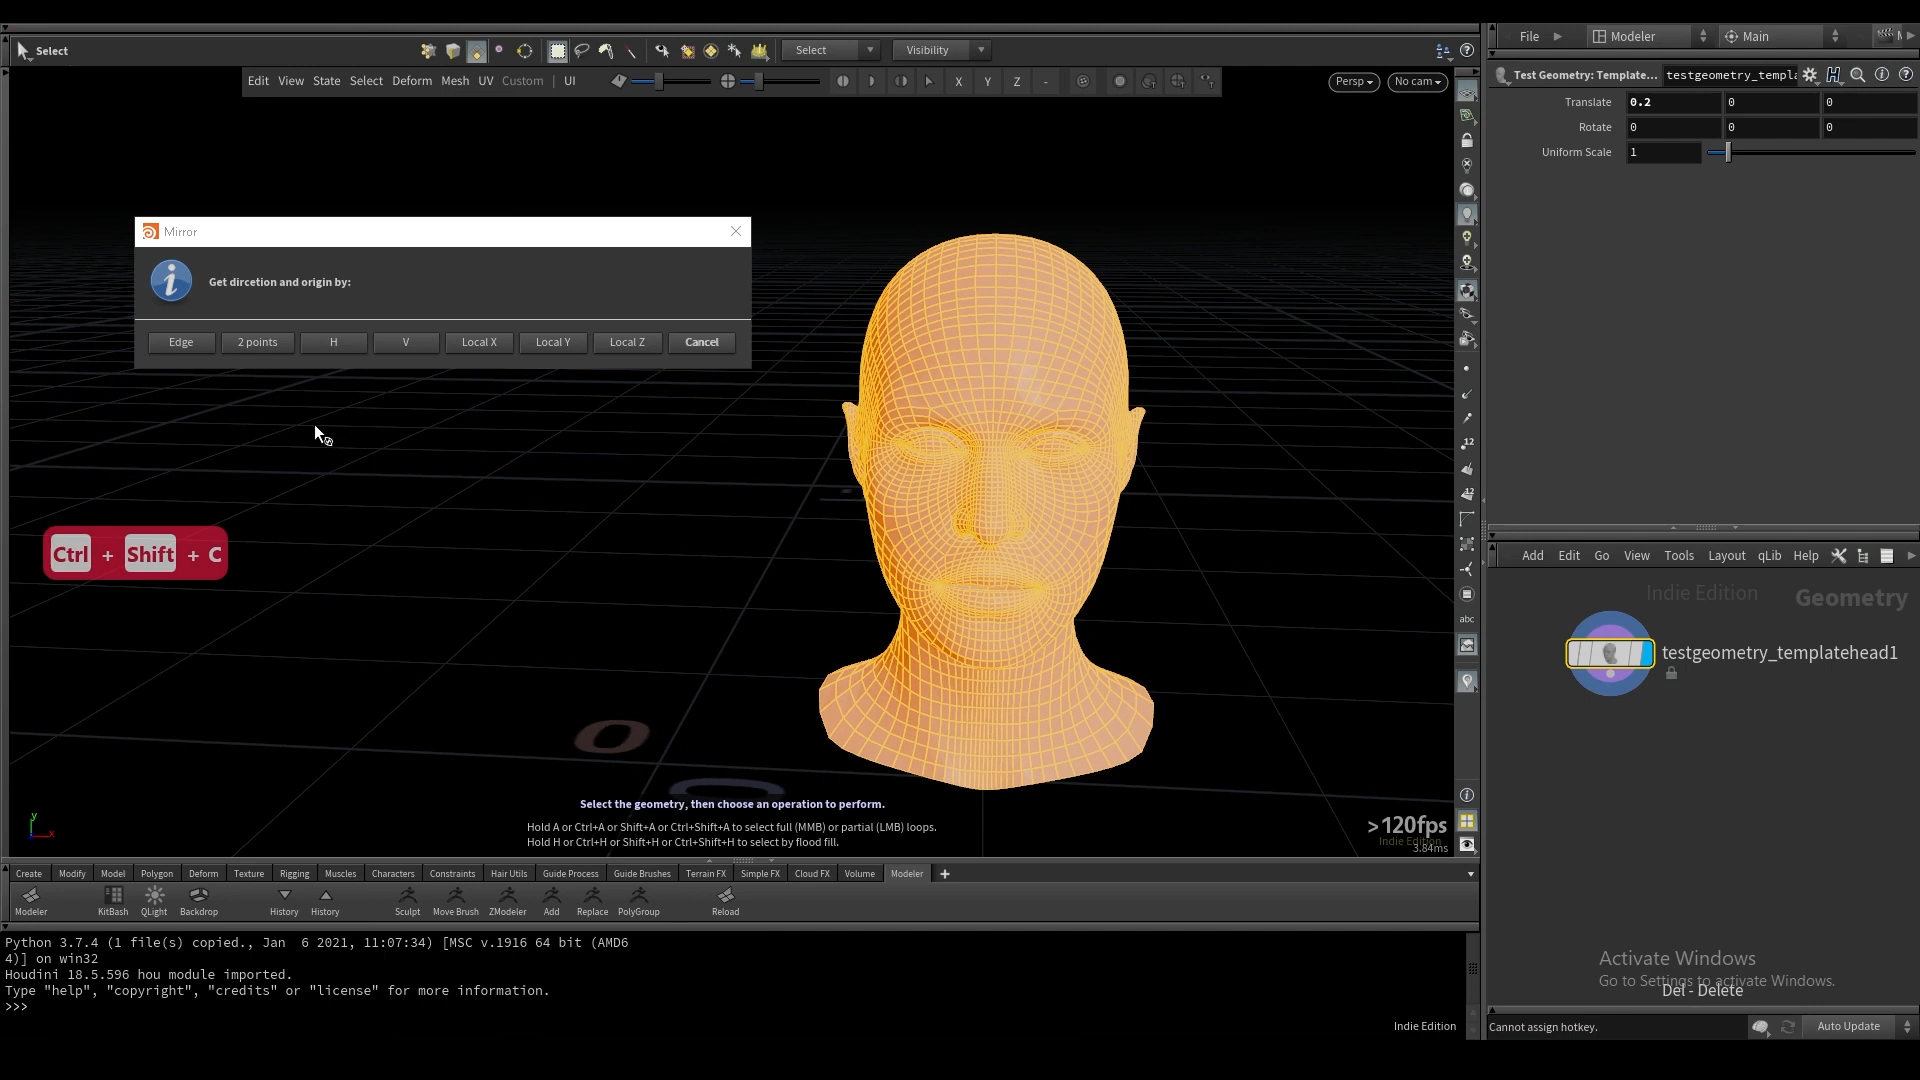 Select
Select
Visibility
File
Modeler
Main
Edit View State Select Deform Mesh UV Custom | UI
X Y Z -
Persp
No cam
Test Geometry: Template...
testgeometry_templa
Translate 0.2 0 0
Rotate 0 0 0
Uniform Scale 1
Mirror
Get dircetion and origin by:
Edge 2 points H V Local X Local Y Local Z Cancel
12
12
abc
Ctrl + Shift + C
Add Edit Go View Tools Layout qLib Help
Indie Edition
Geometry
testgeometry_templatehead1
y
x
Select the geometry, then choose an operation to perform.
Hold A or Ctrl+A or Shift+A or Ctrl+Shift+A to select full (MMB) or partial (LMB) loops.
Hold H or Ctrl+H or Shift+H or Ctrl+Shift+H to select by flood fill.
>120fps
Indie Edition
3.84ms
Create Modify Model Polygon Deform Texture Rigging Muscles Characters Constraints Hair Utils Guide Process Guide Brushes Terrain FX Simple FX Cloud FX Volume Modeler +
Modeler KitBash QLight Backdrop History History Sculpt Move Brush ZModeler Add Replace PolyGroup Reload
Python 3.7.4 (1 file(s) copied., Jan  6 2021, 11:07:34) [MSC v.1916 64 bit (AMD6
4)] on win32
Houdini 18.5.596 hou module imported.
Type "help", "copyright", "credits" or "license" for more information.
>>>
Indie Edition
Activate Windows
Go to Settings to activate Windows.
Del - Delete
Cannot assign hotkey.
Auto Update